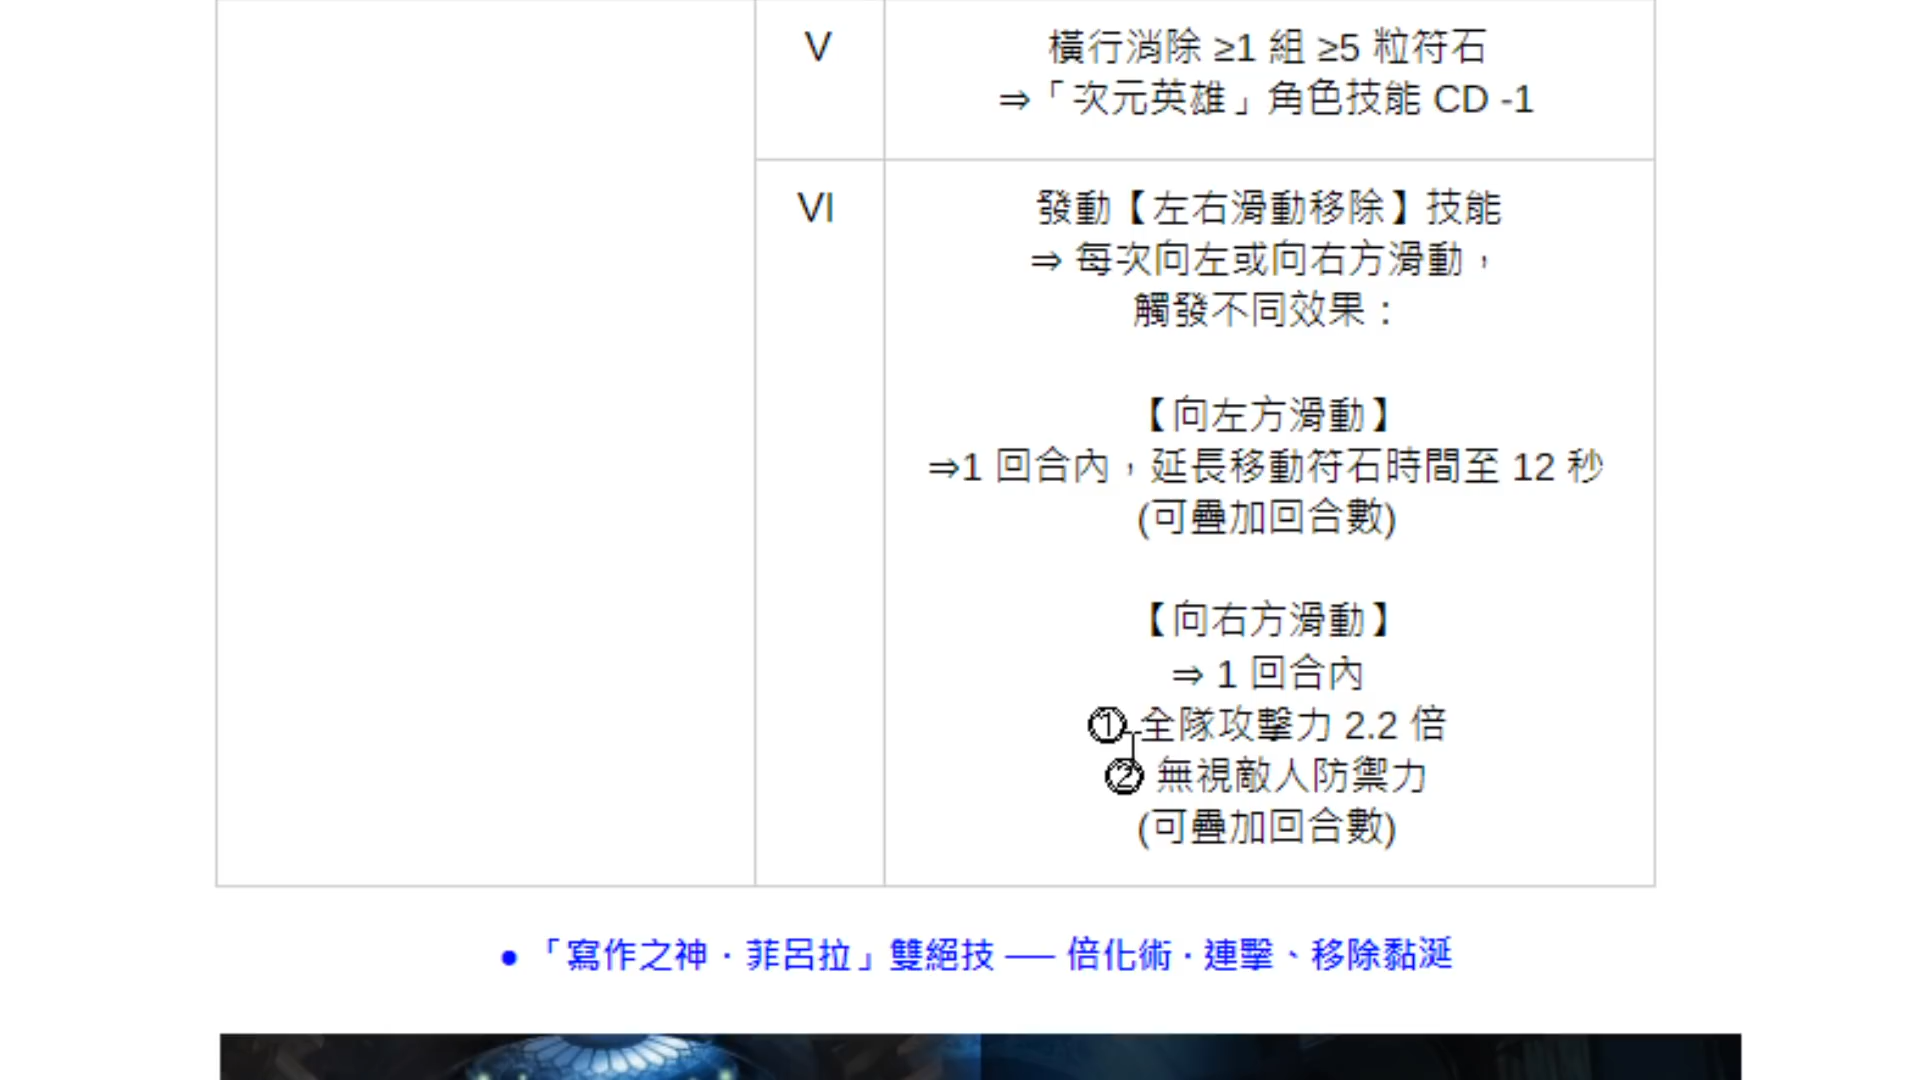 V
橫行消除 ≥1 組 ≥5 粒符石
⇒「次元英雄」角色技能 CD -1
VI
發動【左右滑動移除】技能
⇒ 每次向左或向右方滑動，
觸發不同效果：
【向左方滑動】
⇒1 回合內，延長移動符石時間至 12 秒
(可疊加回合數)
【向右方滑動】
⇒ 1 回合內
① 全隊攻擊力 2.2 倍
② 無視敵人防禦力
(可疊加回合數)
● 「寫作之神．菲呂拉」雙絕技 ── 倍化術 ‧ 連擊、移除黏涎